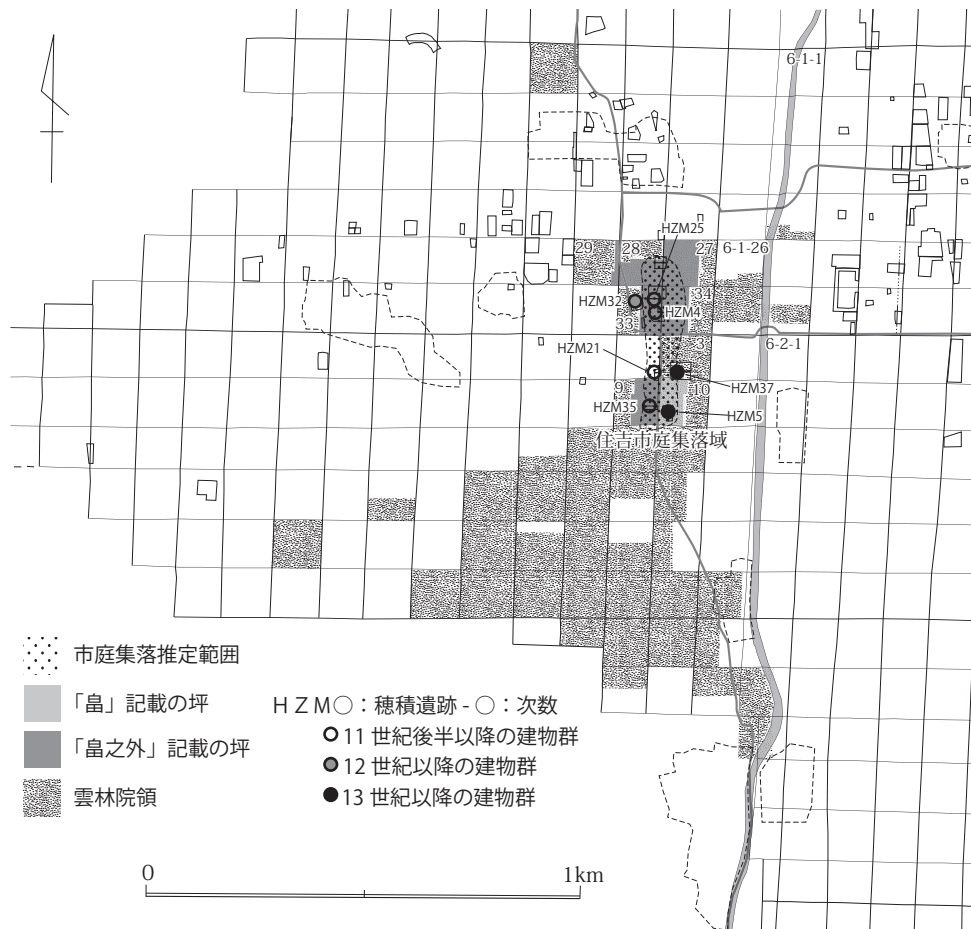 6-1-1
HZM25
29
28
27
6-1-26
HZM32
34
HZM4
33
HZM21
3
6-2-1
9
10
HZM37
HZM35
HZM5
住吉市庭集落域
市庭集落推定範囲
「畠」記載の坪
「畠之外」記載の坪
雲林院領
HZM○：穂積遺跡 - ○：次数
11 世紀後半以降の建物群
12 世紀以降の建物群
13 世紀以降の建物群
0
1km